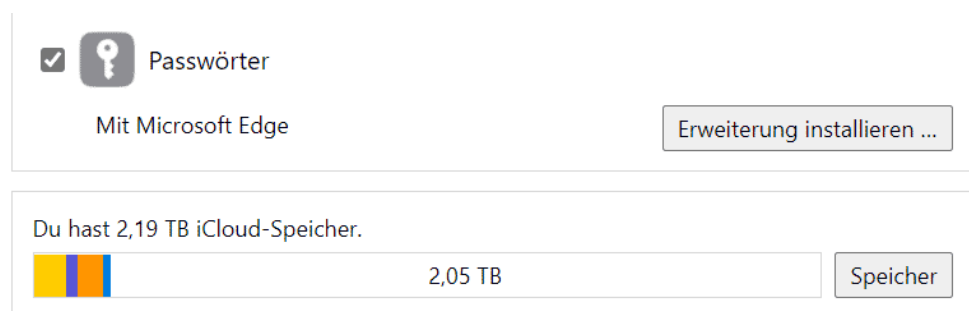 Passwörter
Mit Microsoft Edge
Erweiterung installieren ...
Du hast 2,19 TB iCloud-Speicher.
2,05 TB
Speicher